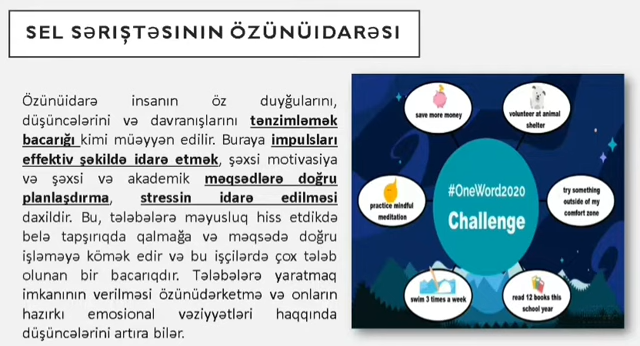 SEL SƏRİŞTƏSININ ÖZÜNÜIDARƏSI
Özünüidarə insanın öz duyğularını,
düşüncələrini və davranışlarını tənzimləmək
bacarığı kimi müəyyən edilir. Buraya impulsları
effektiv şəkildə idarə etmək, şəxsi motivasiya
və şəxsi və akademik məqsədlərə doğru
planlaşdırma, stressin idarə edilməsi
daxildir. Bu, tələbələrə məyusluq hiss etdikdə
belə tapşırıqda qalmağa və məqsədə doğru
işləməyə kömək edir və bu işçilərdə çox tələb
olunan bir bacarıqdır. Tələbələrə yaratmaq
imkanının verilməsi özünüdərketmə və onların
hazırkı emosional vəziyyətləri haqqında
düşüncələrini artıra bilər.
save more money
volunteer at animal
shelter
practice mindful
meditation
#OneWord2020
Challenge
try something
outside of my
comfort zone
swim 3 times a week
read 12 books this
school year